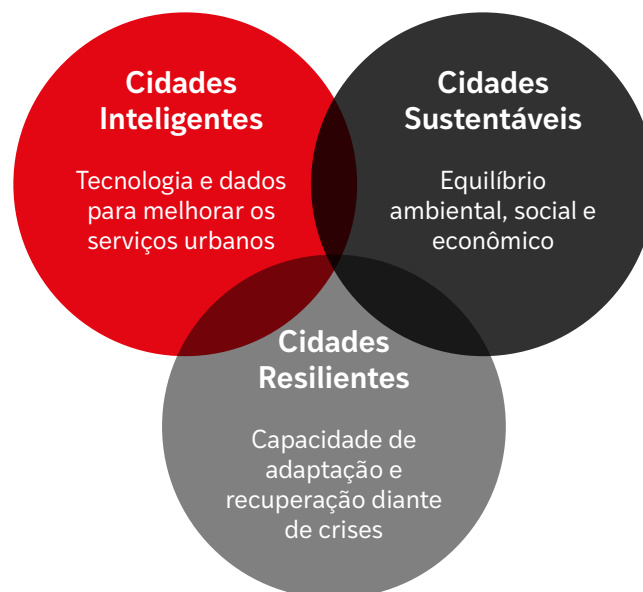 Cidades
Inteligentes
Tecnologia e dados
para melhorar os
serviços urbanos
Cidades
Sustentáveis
Equilíbrio
ambiental, social e
econômico
Cidades
Resilientes
Capacidade de
adaptação e
recuperação diante
de crises